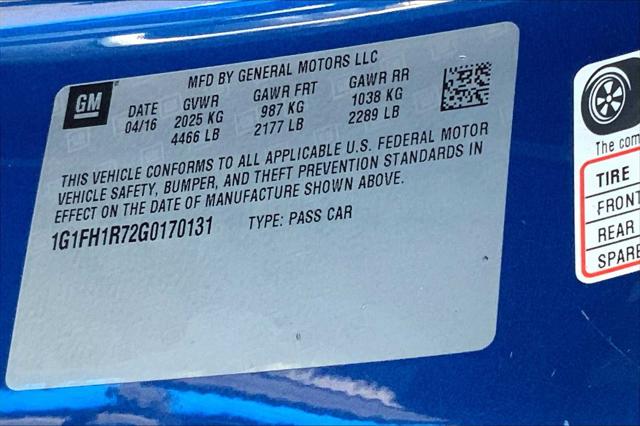 MFD BY GENERAL MOTORS LLC
GM
DATE GVWR GAWR FRT GAWR RR
04/16 2025 KG 987 KG 1038 KG
4466 LB 2177 LB 2289 LB
THIS VEHICLE CONFORMS TO ALL APPLICABLE U.S. FEDERAL MOTOR
VEHICLE SAFETY, BUMPER, AND THEFT PREVENTION STANDARDS IN
EFFECT ON THE DATE OF MANUFACTURE SHOWN ABOVE.
1G1FH1R72G0170131 TYPE: PASS CAR
The com
TIRE
FRONT
REAR
SPARE